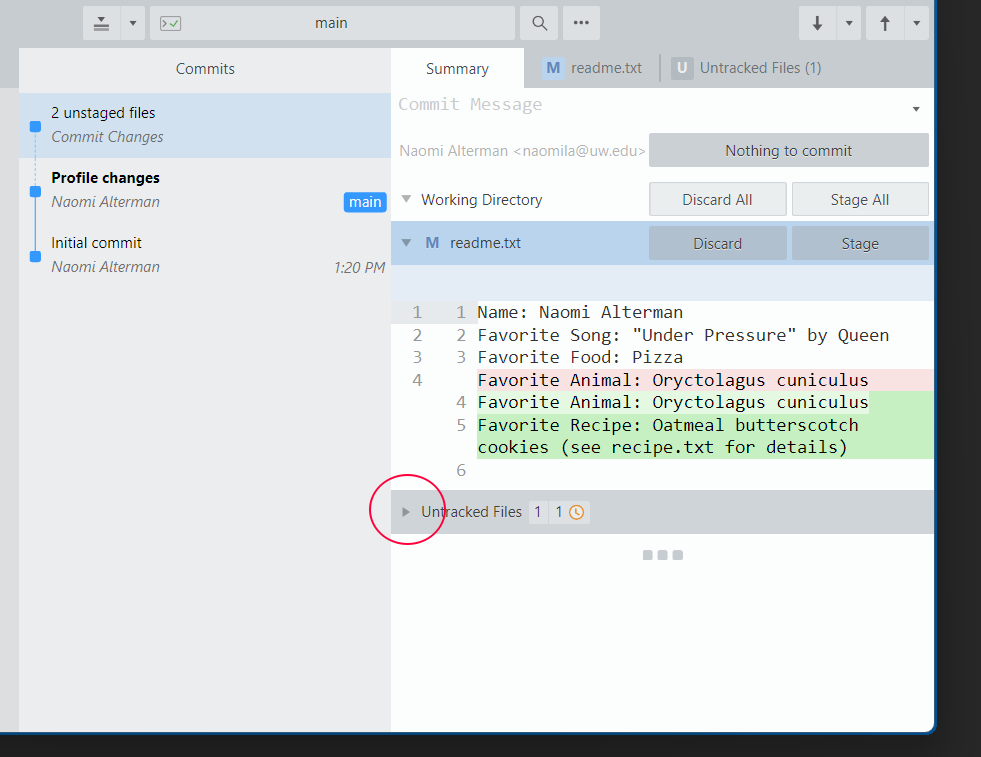 main
Commits
Summary
M readme.txt
U Untracked Files (1)
2 unstaged files
Commit Changes
Profile changes
Naomi Alterman
main
Initial commit
Naomi Alterman
1:20 PM
Commit Message
Naomi Alterman <naomila@uw.edu>
Nothing to commit
Working Directory
Discard All
Stage All
M readme.txt
Discard
Stage
1 1 Name: Naomi Alterman
2 2 Favorite Song: "Under Pressure" by Queen
3 3 Favorite Food: Pizza
4 Favorite Animal: Oryctolagus cuniculus
4 Favorite Animal: Oryctolagus cuniculus
5 Favorite Recipe: Oatmeal butterscotch
cookies (see recipe.txt for details)
6
Untracked Files 1 1